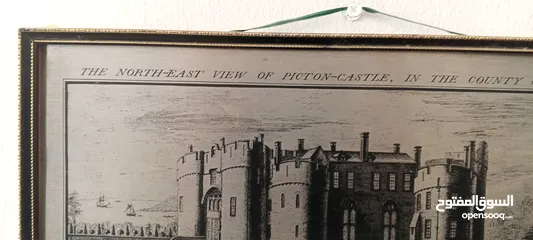 THE NORTH-EAST VIEW OF PICTON-CASTLE, IN THE COUNTY
السوق المفتوح
opensooq.com